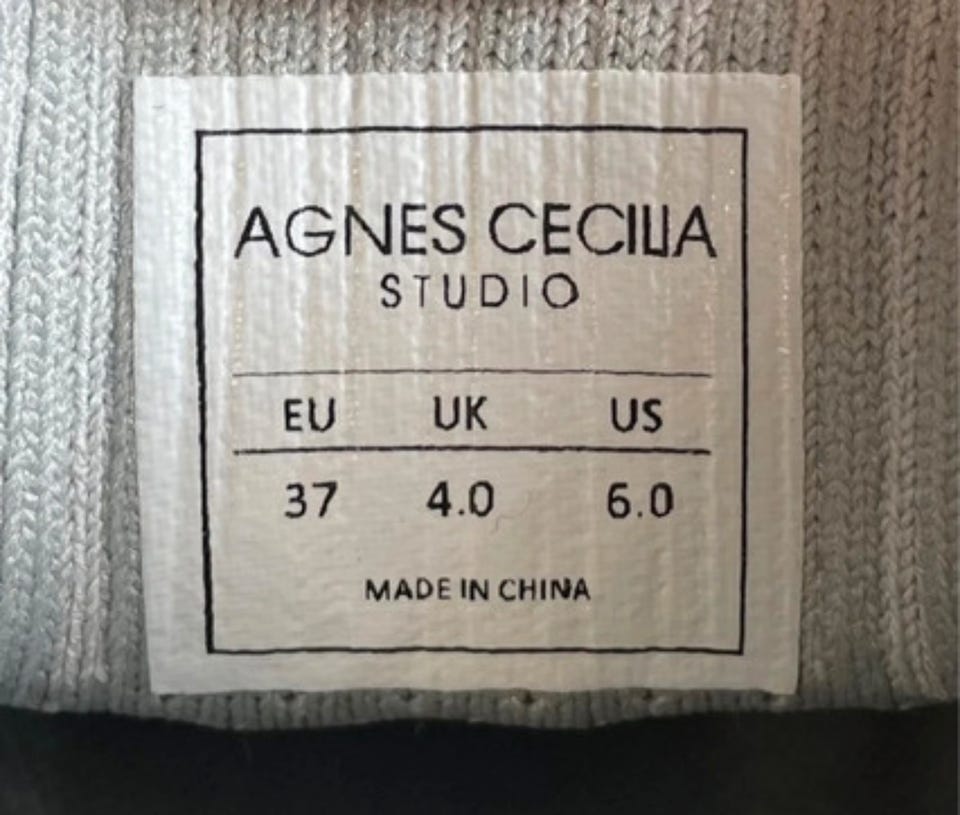 AGNES CECILIA
STUDIO
EU UK US
37 4.0 6.0
MADE IN CHINA